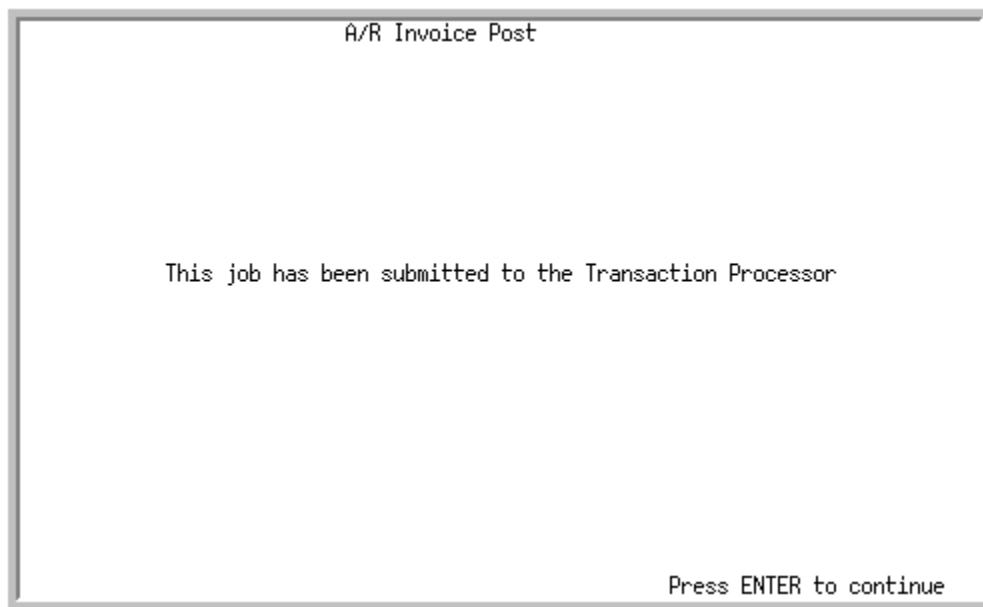 A/R Invoice Post
This job has been submitted to the Transaction Processor
Press ENTER to continue